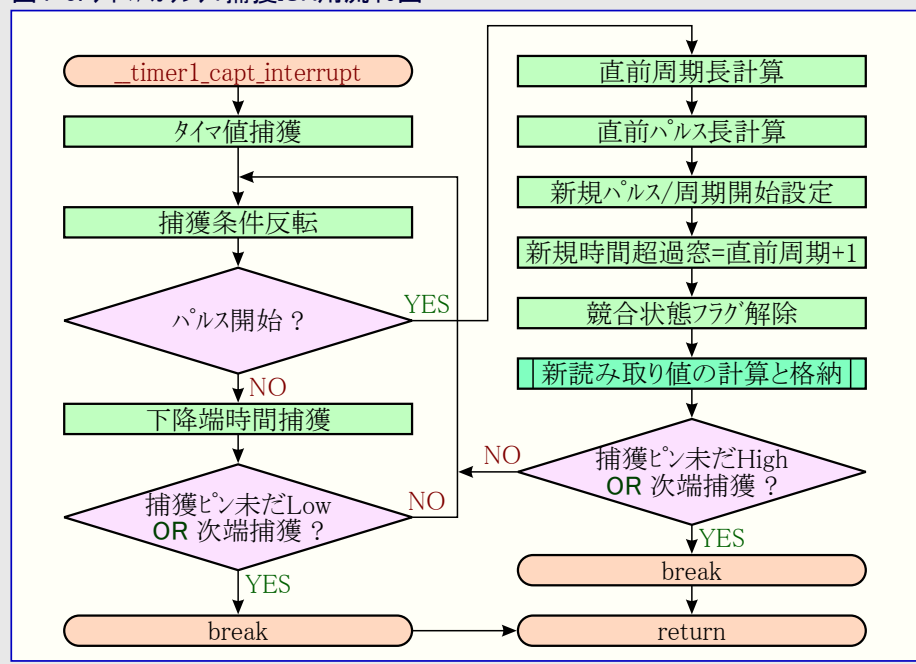 __timer1_capt_interrupt
タイマ値捕獲
捕獲条件反転
パルス開始 ?
YES
NO
下降端時間捕獲
捕獲ピン未だLow
OR 次端捕獲 ?
NO
YES
break
直前周期長計算
直前パルス長計算
新規パルス/周期開始設定
新規時間超過窓=直前周期+1
競合状態フラグ解除
新読み取り値の計算と格納
捕獲ピン未だHigh
OR 次端捕獲 ?
NO
YES
break
return